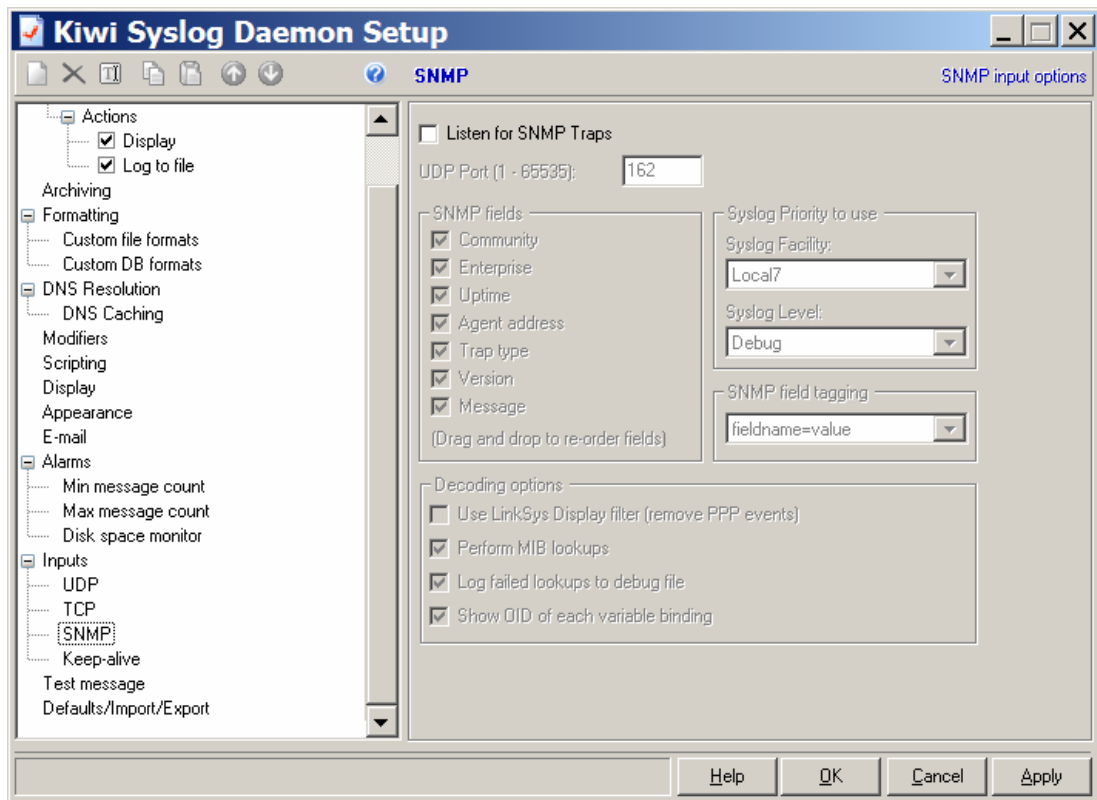 Kiwi Syslog Daemon Setup
SNMP
SNMP input options
Actions
Display
Log to file
Archiving
Formatting
Custom file formats
Custom DB formats
DNS Resolution
DNS Caching
Modifiers
Scripting
Display
Appearance
E-mail
Alarms
Min message count
Max message count
Disk space monitor
Inputs
UDP
TCP
SNMP
Keep-alive
Test message
Defaults/Import/Export
Listen for SNMP Traps
UDP Port (1 - 65535): 162
SNMP fields
Community
Enterprise
Uptime
Agent address
Trap type
Version
Message
(Drag and drop to re-order fields)
Syslog Priority to use
Syslog Facility:
Local7
Syslog Level:
Debug
SNMP field tagging
fieldname=value
Decoding options
Use LinkSys Display filter (remove PPP events)
Perform MIB lookups
Log failed lookups to debug file
Show OID of each variable binding
Help OK Cancel Apply